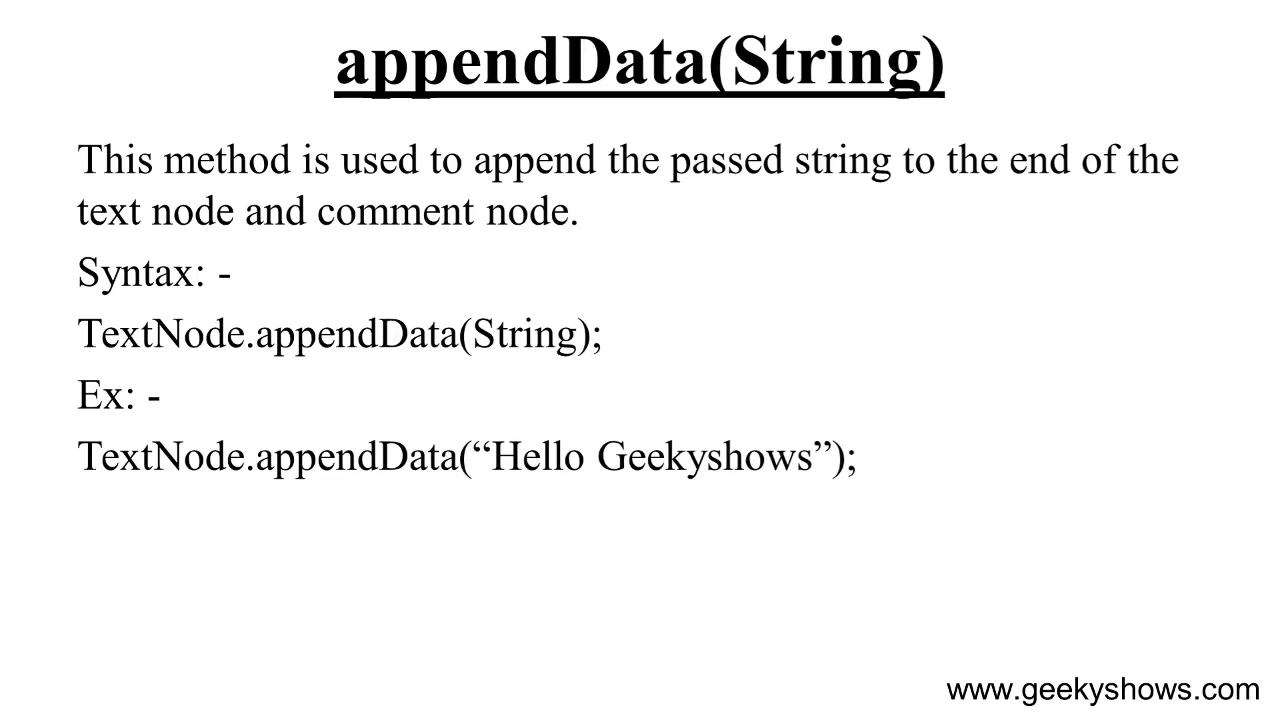 appendData(String)
This method is used to append the passed string to the end of the
text node and comment node.
Syntax: -
TextNode.appendData(String);
Ex: -
TextNode.appendData(“Hello Geekyshows”);
www.geekyshows.com